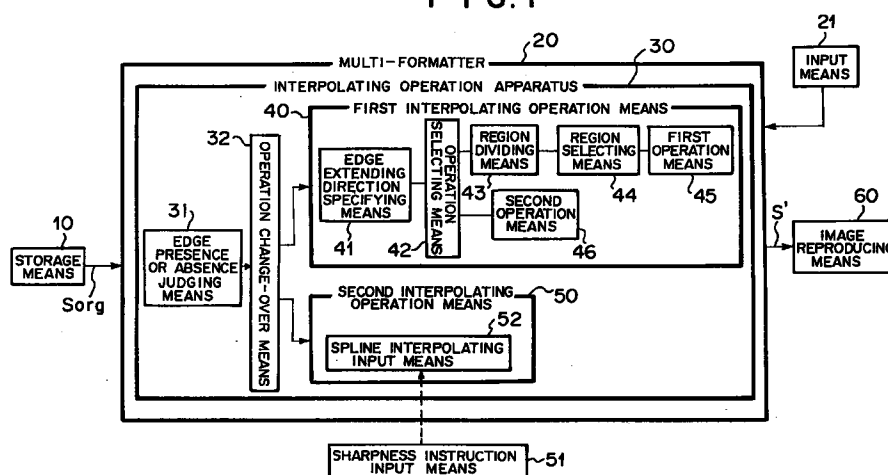 FIG. 1
20
MULTI-FORMATTER
30
INTERPOLATING OPERATION APPARATUS
21
INPUT
MEANS
40
FIRST INTERPOLATING OPERATION MEANS
32
OPERATION CHANGE-OVER MEANS
EDGE
EXTENDING
DIRECTION
SPECIFYING
MEANS
41
OPERATION
SELECTING MEANS
42
REGION
DIVIDING
MEANS
43
REGION
SELECTING
MEANS
44
FIRST
OPERATION
MEANS
45
SECOND
OPERATION
MEANS
46
10
STORAGE
MEANS
Sorg
31
EDGE
PRESENCE
OR ABSENCE
JUDGING
MEANS
S'
60
IMAGE
REPRODUCING
MEANS
SECOND INTERPOLATING
OPERATION MEANS
50
52
SPLINE INTERPOLATING
INPUT MEANS
SHARPNESS INSTRUCTION
INPUT MEANS
51